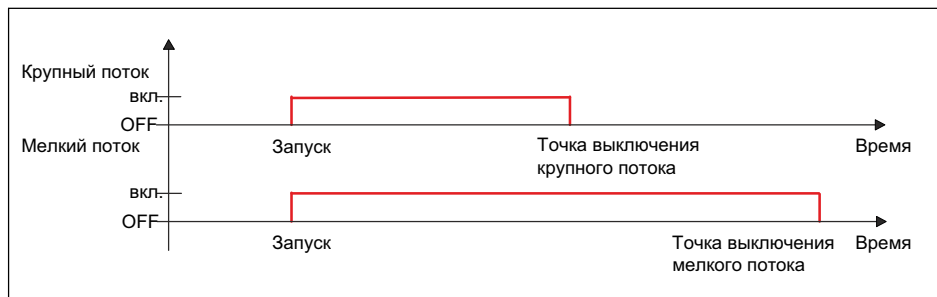 Крупный поток
вкл.
OFF
Мелкий поток
Запуск
Точка выключения
крупного потока
Время
вкл.
OFF
Запуск
Точка выключения
мелкого потока
Время